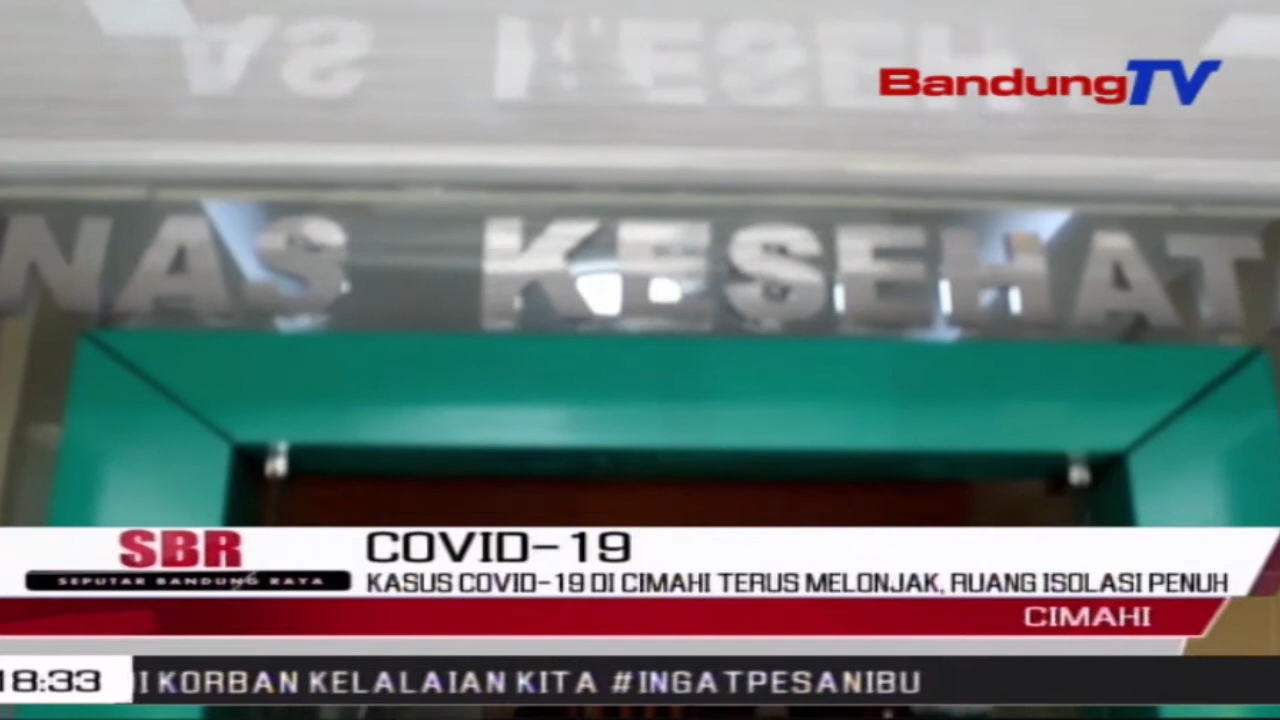 BandungTV
NAS KESEHAT
SBR
SEPUTAR BANDUNG RAYA
COVID-19
KASUS COVID-19 DI CIMAHI TERUS MELONJAK, RUANG ISOLASI PENUH
CIMAHI
18:33
DI KORBAN KELALAIAN KITA #INGATPESANIBU